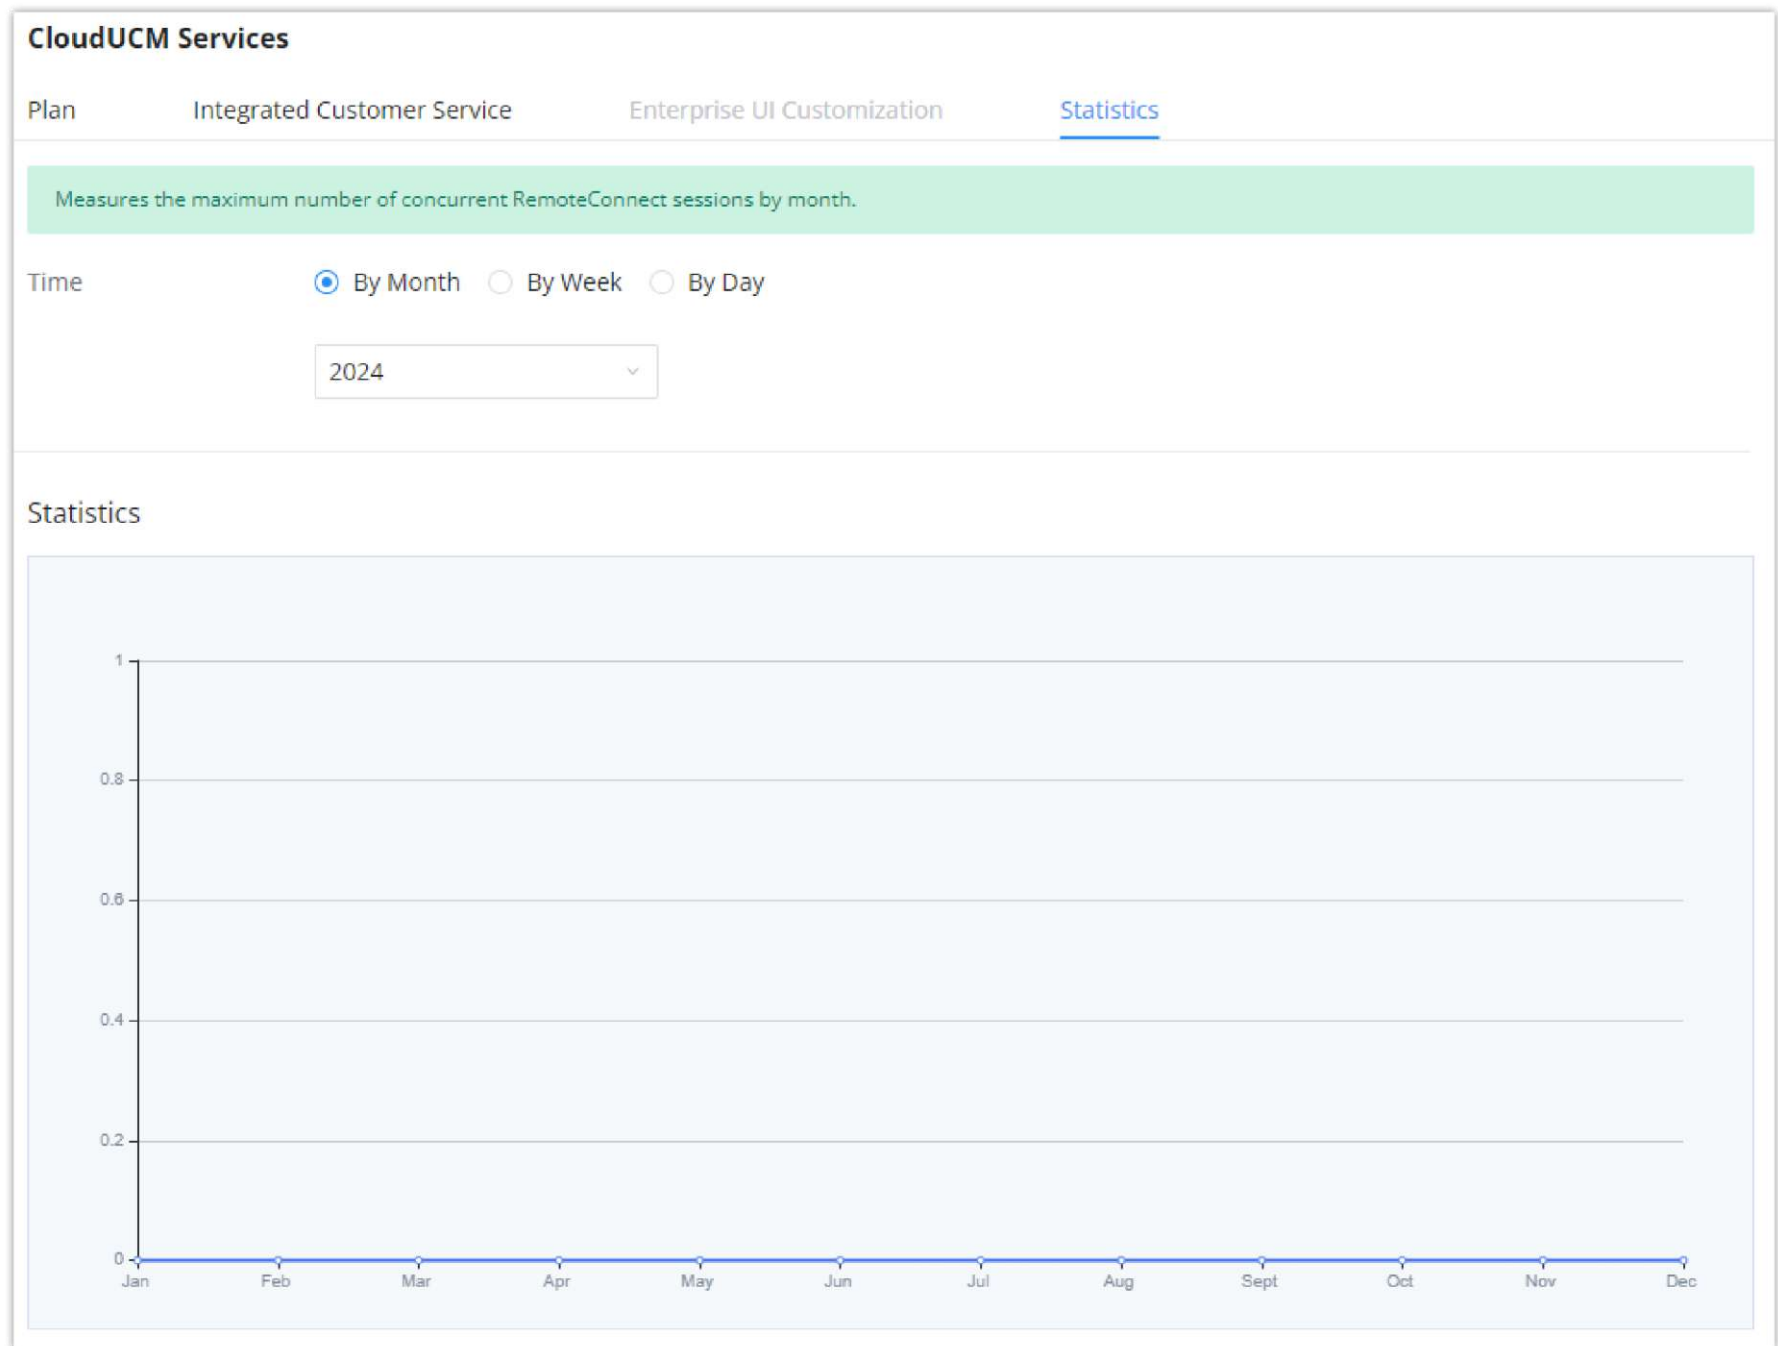 CloudUCM Services
Plan Integrated Customer Service Enterprise UI Customization Statistics
Measures the maximum number of concurrent RemoteConnect sessions by month.
Time By Month By Week By Day
2024
Statistics
1
0.8
0.6
0.4
0.2
0
Jan Feb Mar Apr May Jun Jul Aug Sept Oct Nov Dec